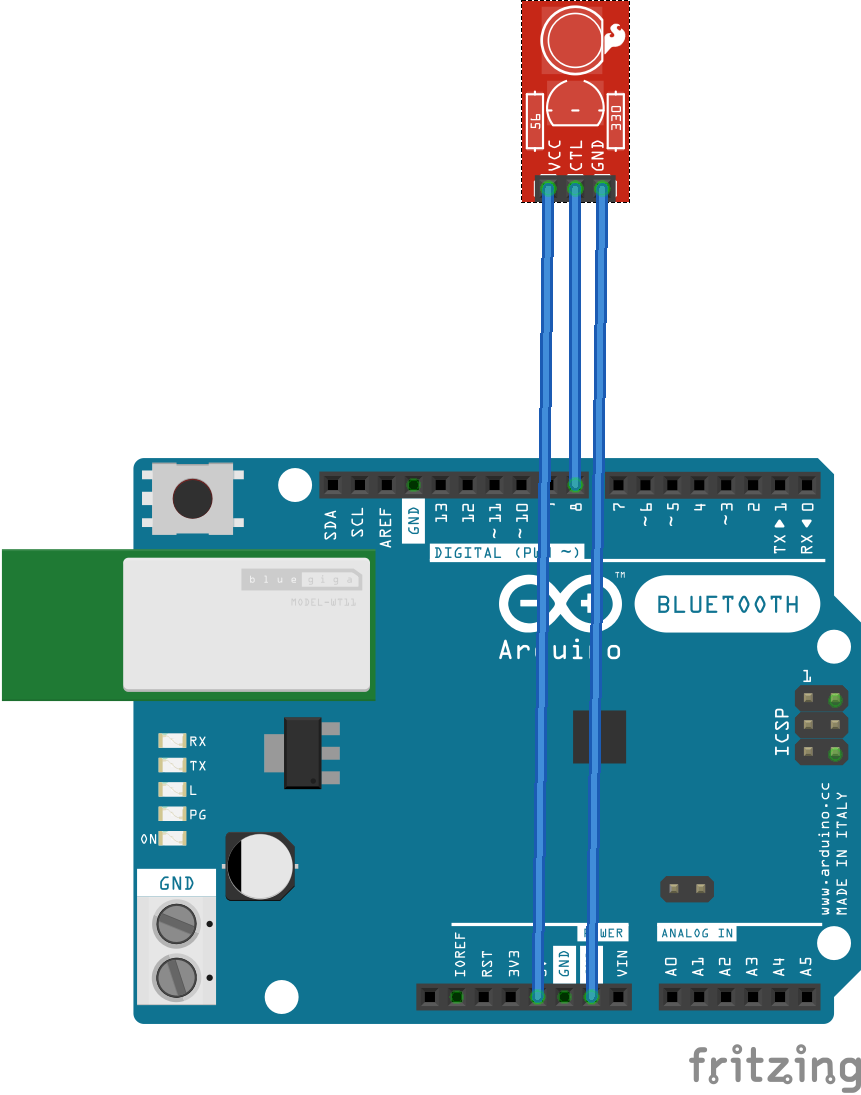 56
330
VCC
CTL
GND
SDA
SCL
AREF
GND
13
12
~11
~10
8
7
~6
~5
4
~3
2
TX ▶ 1
RX ◀ 0
DIGITAL (PWM ~)
bluegiga
MODEL-WT11
TM
BLUETOOTH
Arduino
1
ICSP
RX
TX
L
PG
ON
GND
www.arduino.cc
MADE IN ITALY
POWER
ANALOG IN
IOREF
RST
3V3
GND
VIN
A0
A1
A2
A3
A4
A5
fritzing